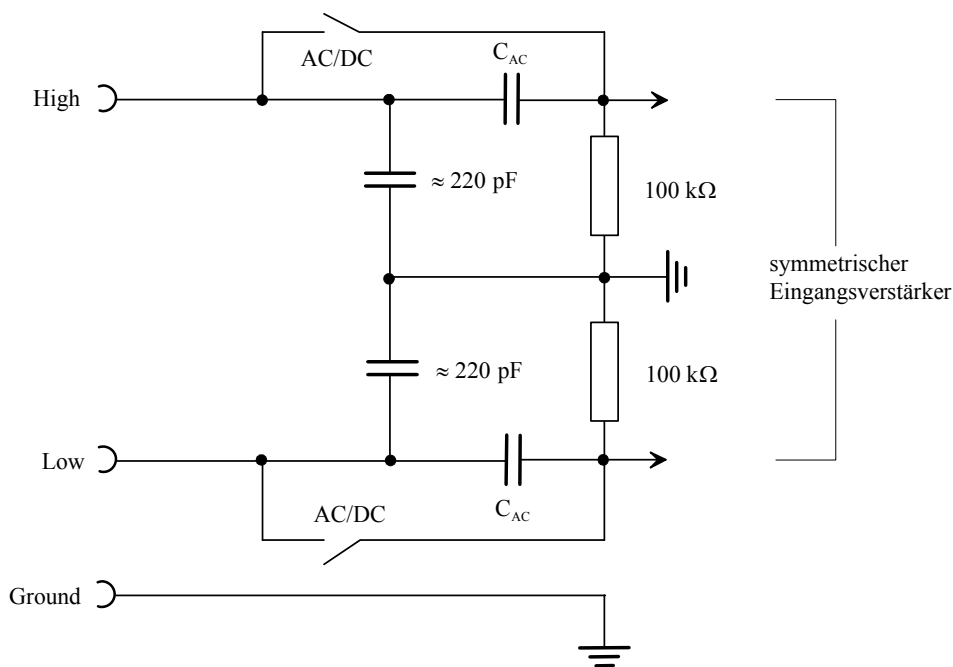 AC/DC
C_AC
High
≈ 220 pF
100 kΩ
symmetrischer
Eingangsverstärker
≈ 220 pF
100 kΩ
Low
AC/DC
C_AC
Ground